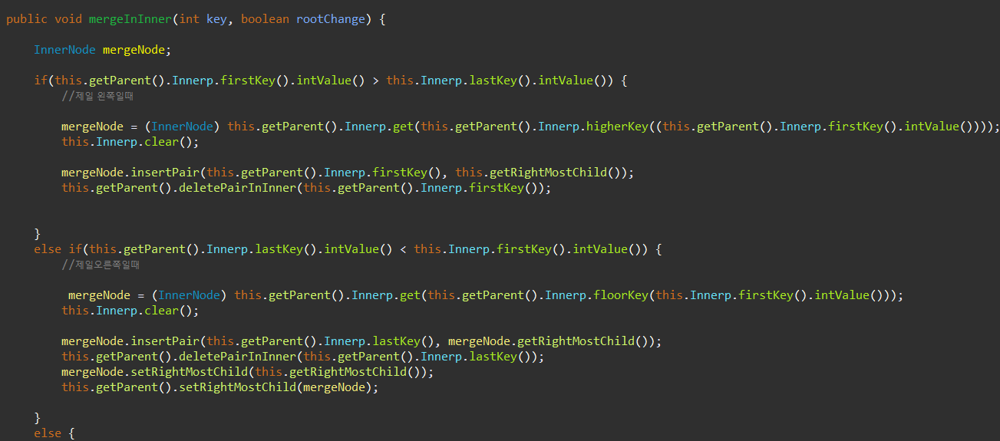 public void mergeInInner(int key, boolean rootChange) {
InnerNode mergeNode;
if(this.getParent().Innerp.firstKey().intValue() > this.Innerp.lastKey().intValue()) {
//제일 왼쪽일때
mergeNode = (InnerNode) this.getParent().Innerp.get(this.getParent().Innerp.higherKey((this.getParent().Innerp.firstKey().intValue())));
this.Innerp.clear();
mergeNode.insertPair(this.getParent().Innerp.firstKey(), this.getRightMostChild());
this.getParent().deletePairInInner(this.getParent().Innerp.firstKey());
}
else if(this.getParent().Innerp.lastKey().intValue() < this.Innerp.firstKey().intValue()) {
//제일오른쪽일때
mergeNode = (InnerNode) this.getParent().Innerp.get(this.getParent().Innerp.floorKey(this.Innerp.firstKey().intValue()));
this.Innerp.clear();
mergeNode.insertPair(this.getParent().Innerp.lastKey(), mergeNode.getRightMostChild());
this.getParent().deletePairInInner(this.getParent().Innerp.lastKey());
mergeNode.setRightMostChild(this.getRightMostChild());
this.getParent().setRightMostChild(mergeNode);
}
else {